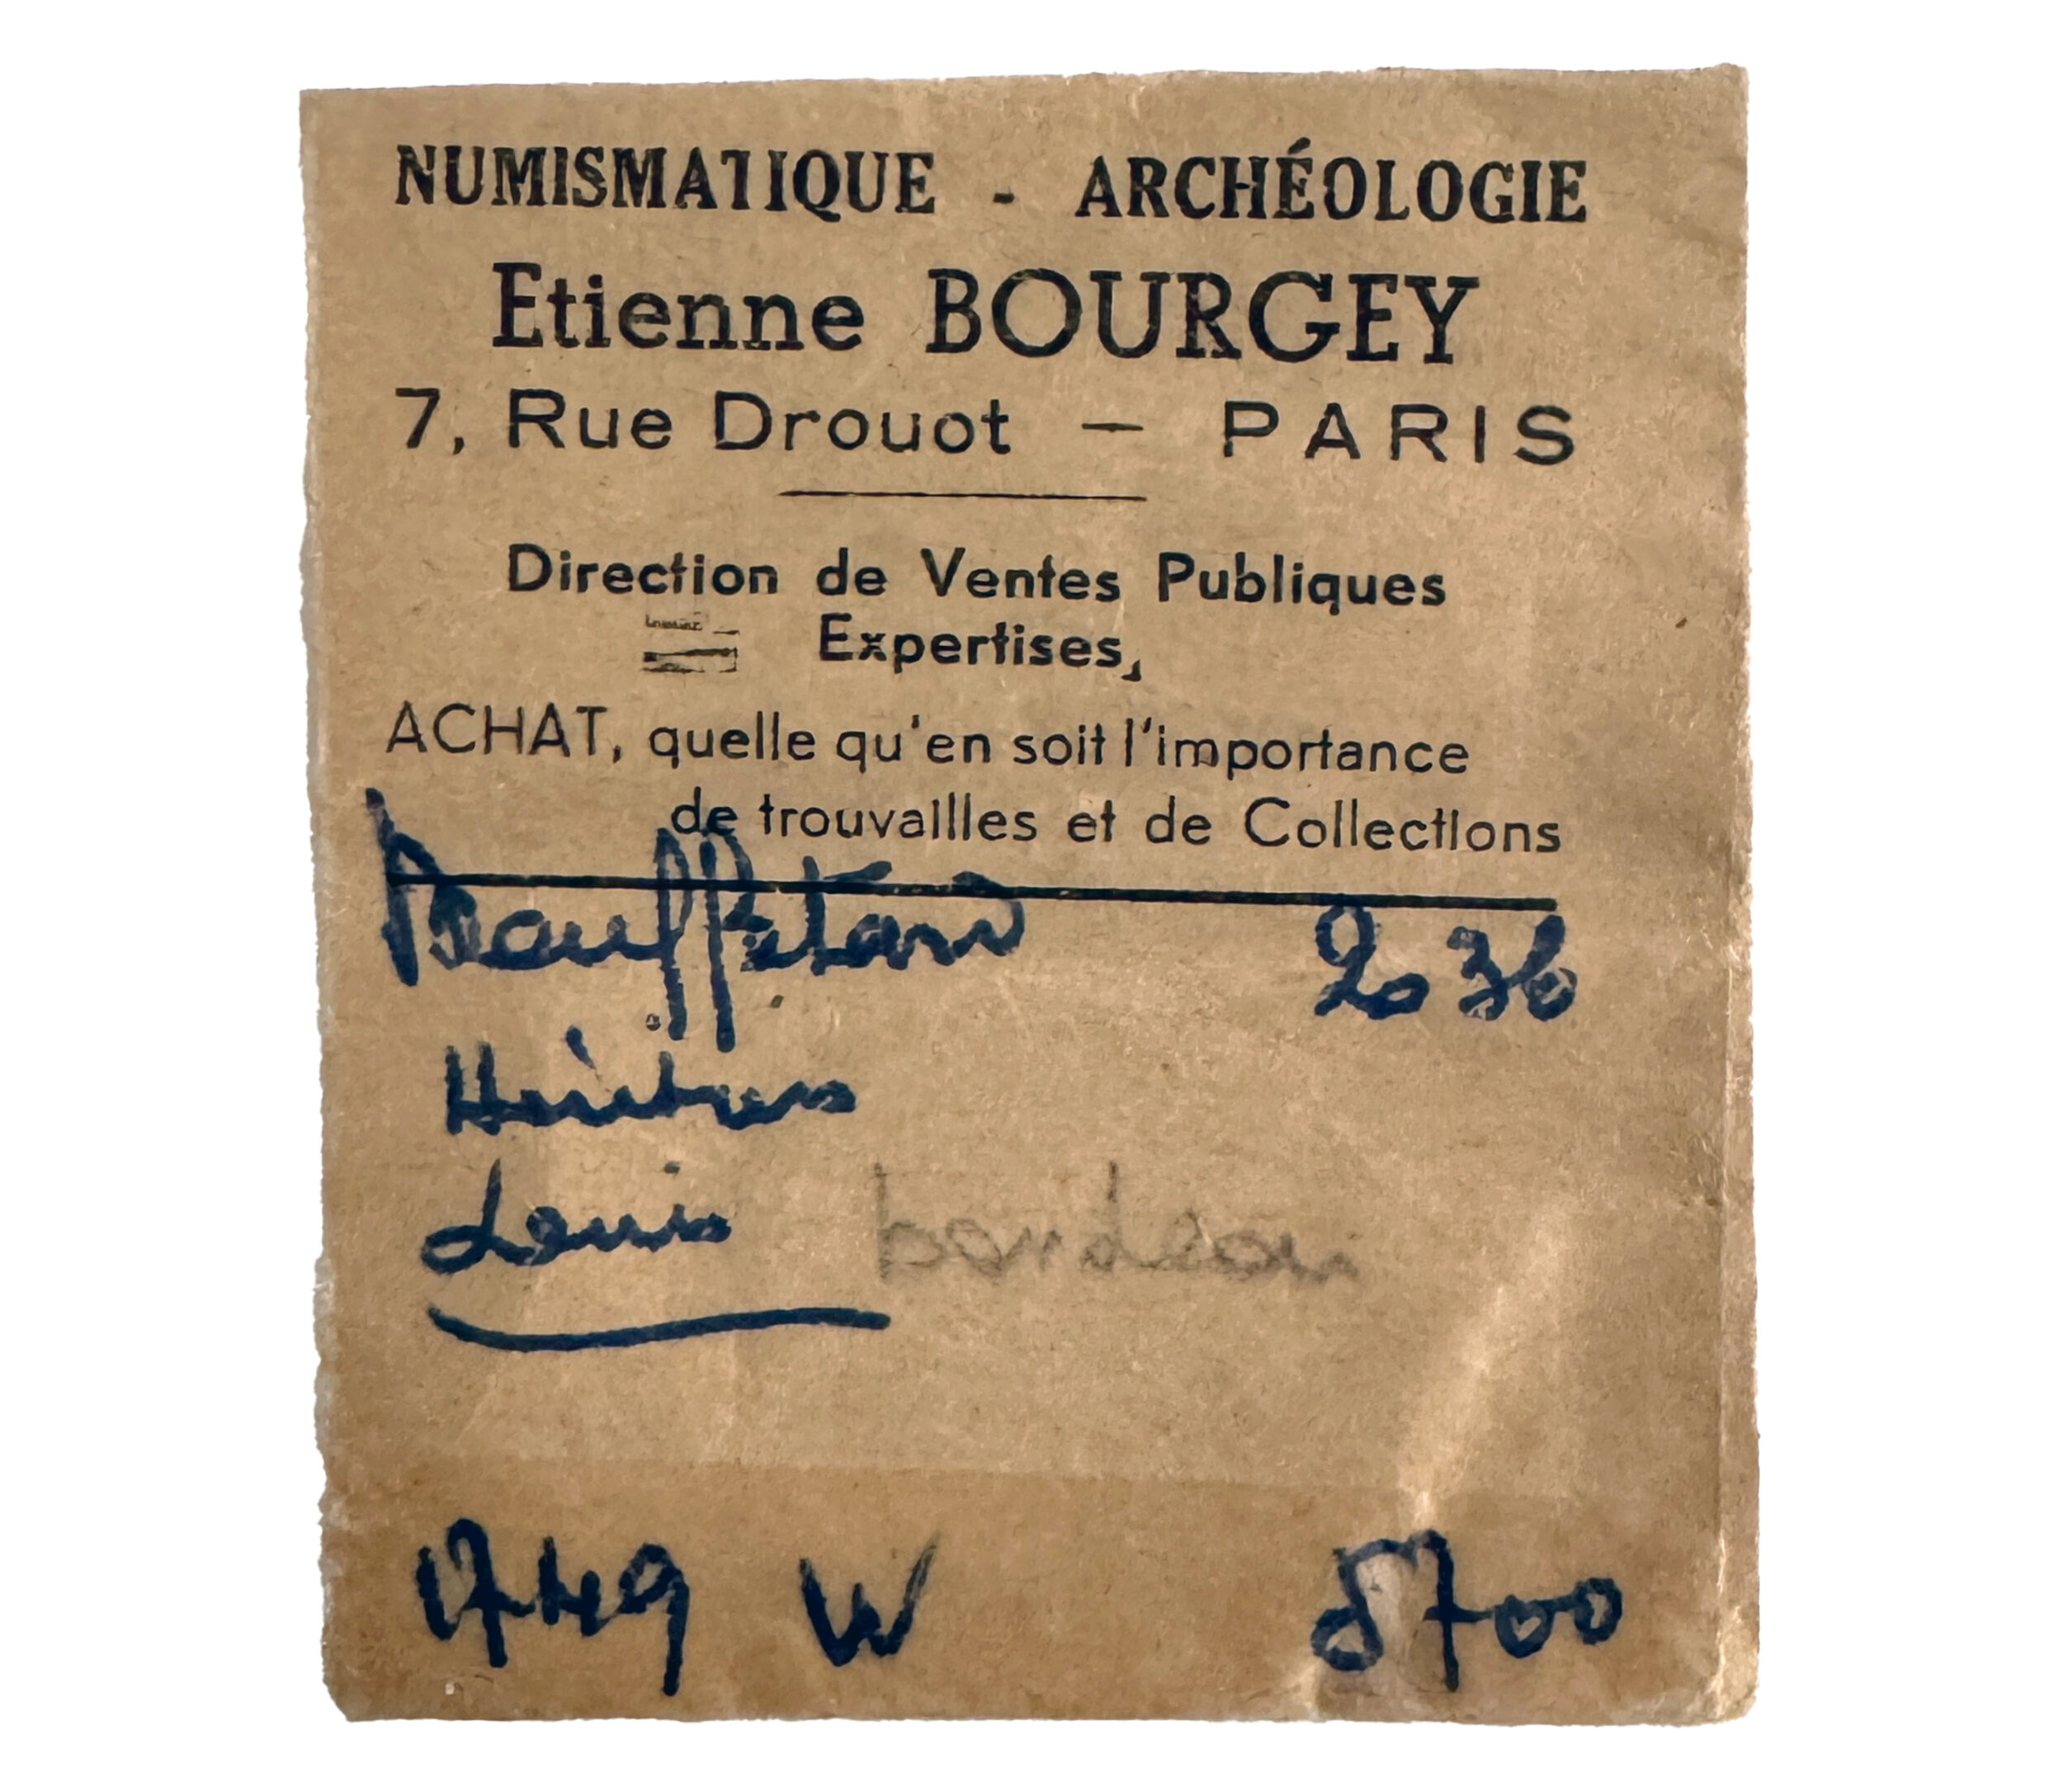 NUMISMATIQUE - ARCHÉOLOGIE
Etienne BOURGEY
7, Rue Drouot — PARIS
Direction de Ventes Publiques
Expertises,
ACHAT, quelle qu'en soit l'importance
de trouvailles et de Collections
2036
Louis
1749 W 8700